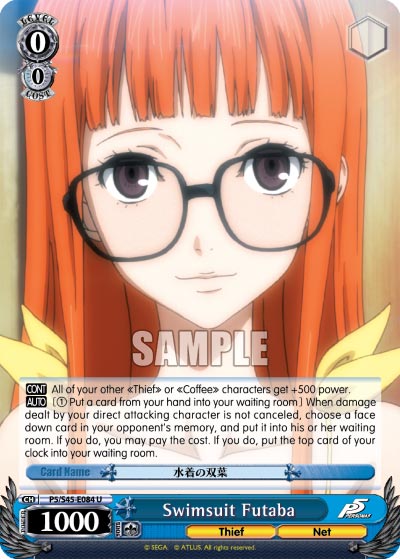 LEVEL
0
0
COST
SAMPLE
CONT All of your other «Thief» or «Coffee» characters get +500 power.
AUTO [① Put a card from your hand into your waiting room] When damage
dealt by your direct attacking character is not canceled, choose a face
down card in your opponent's memory, and put it into his or her waiting
room. If you do, you may pay the cost. If you do, put the top card of your
clock into your waiting room.
Card Name 水着の双葉
CH P5/S45-E084 U
Swimsuit Futaba
P5 PERSONA5
1000
Thief Net
© SEGA. © ATLUS. All rights reserved.